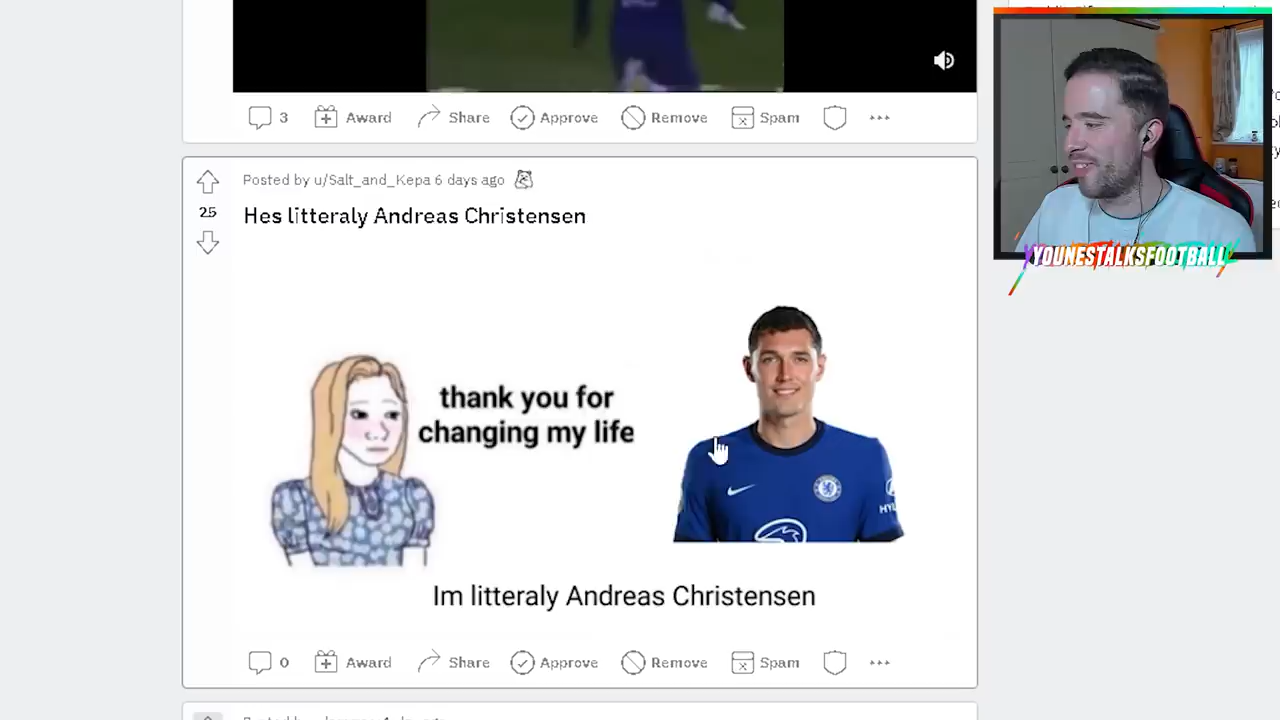 3 Award Share Approve Remove Spam
Posted by u/Salt_and_Kepa 6 days ago
25
Hes litteraly Andreas Christensen
thank you for
changing my life
Im litteraly Andreas Christensen
0 Award Share Approve Remove Spam
YOUNESTALKSFOOTBALL